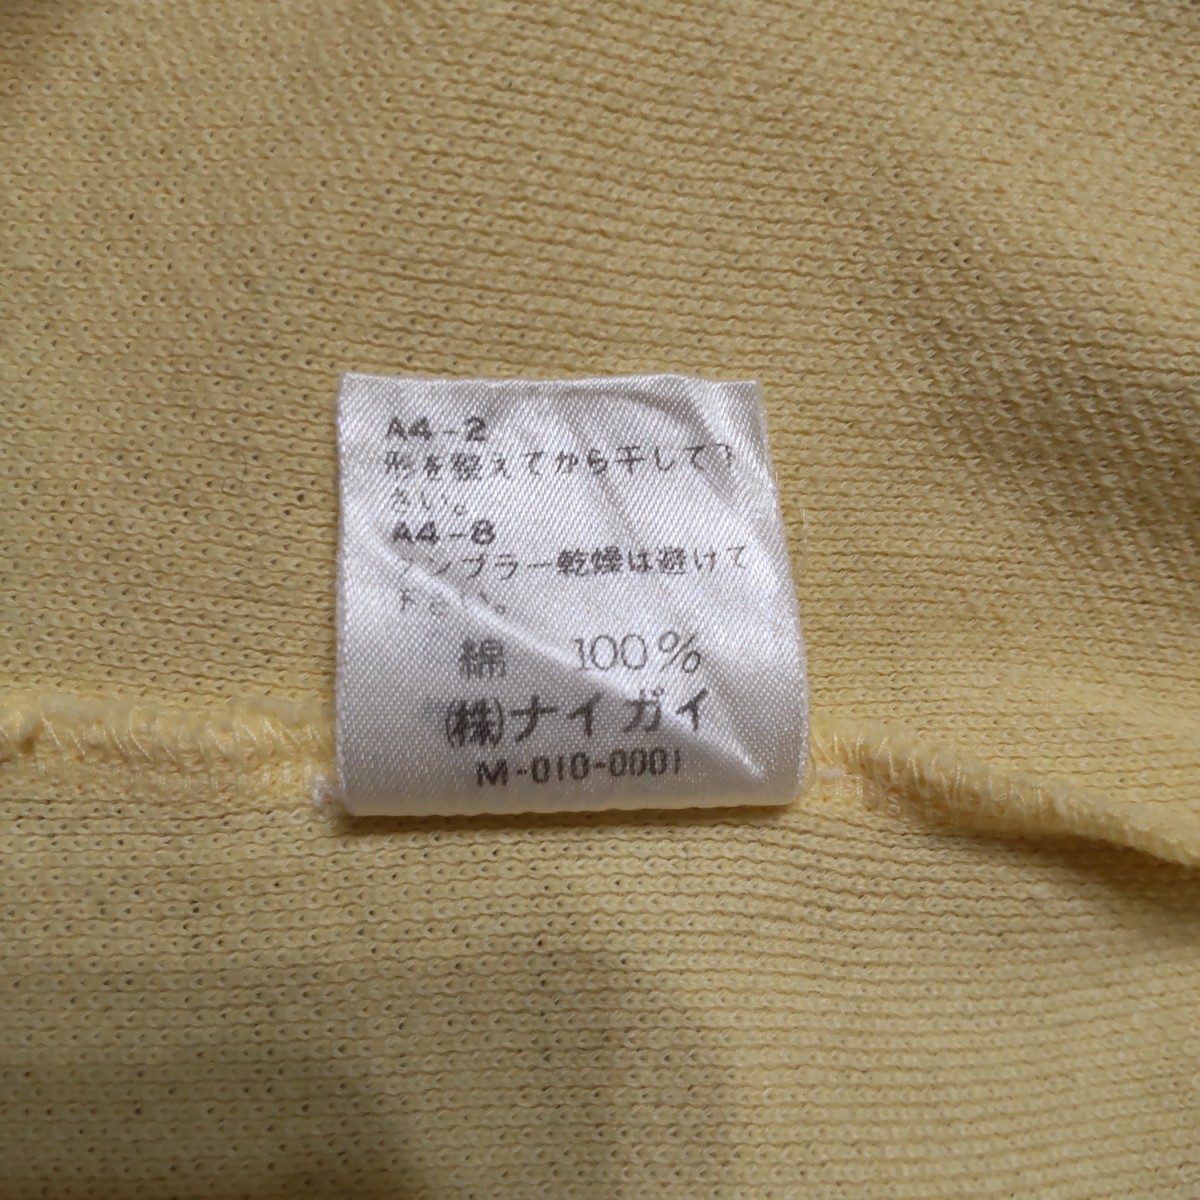 A4-2
形を整えてから干して下
さい。
A4-8
タンブラー乾燥は避けて
下さい。
綿 100%
(株)ナイガイ
M-010-0001